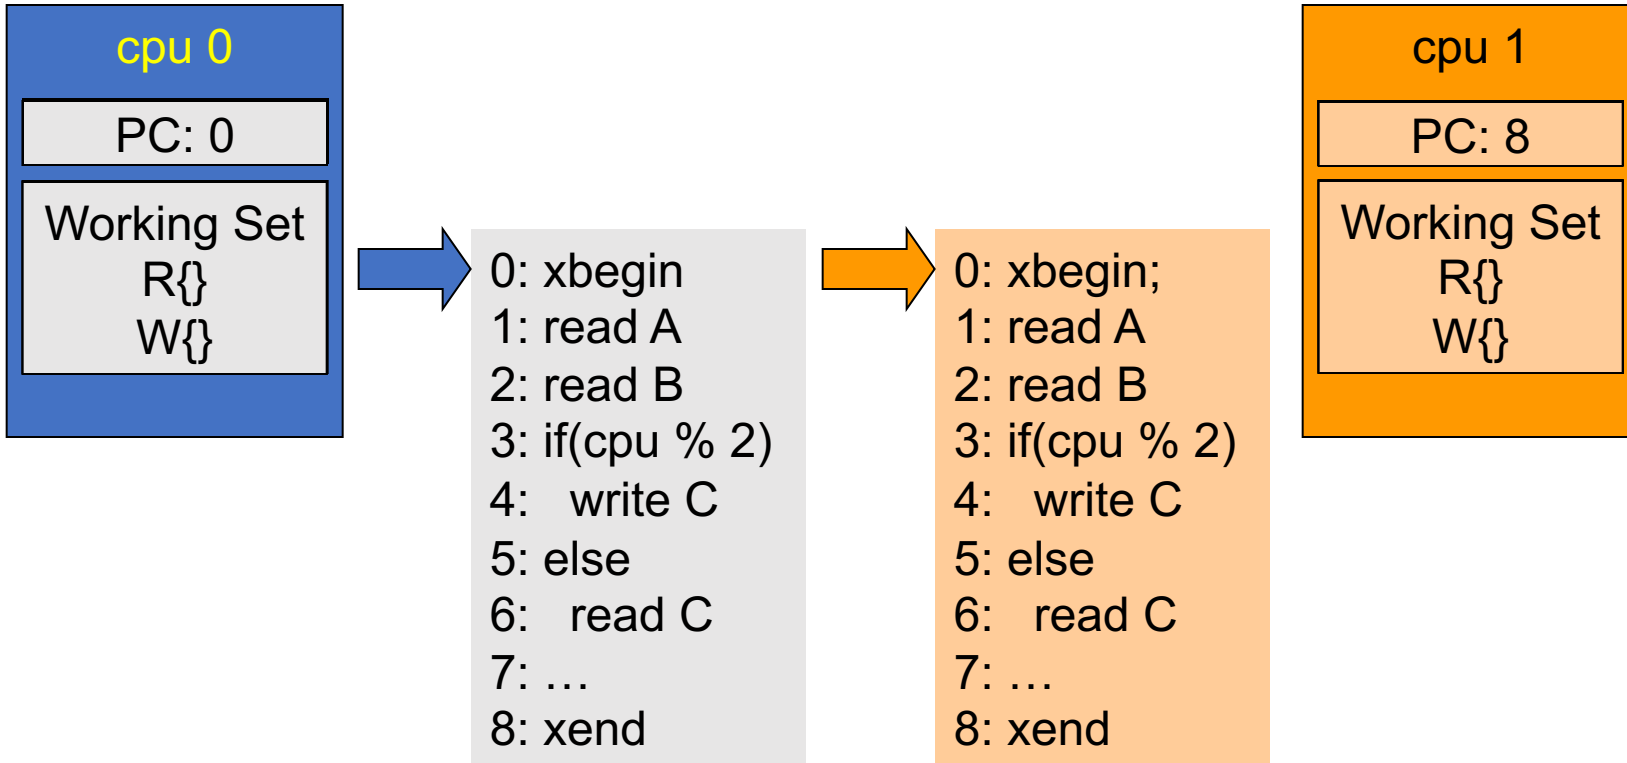 cpu 0
PC: 0
Working Set
R{}
W{}
0: xbegin
1: read A
2: read B
3: if(cpu % 2)
4: write C
5: else
6: read C
7: …
8: xend
0: xbegin;
1: read A
2: read B
3: if(cpu % 2)
4: write C
5: else
6: read C
7: …
8: xend
cpu 1
PC: 8
Working Set
R{}
W{}